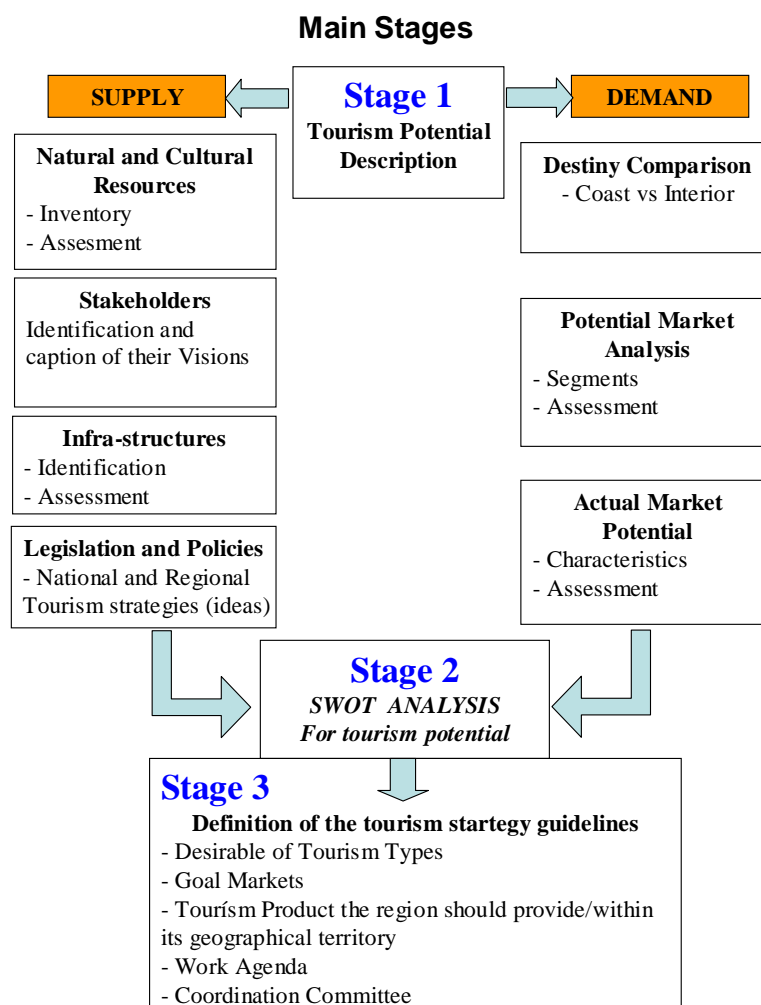 Main Stages
SUPPLY
Stage 1
Tourism Potential
Description
DEMAND
Natural and Cultural
Resources
- Inventory
- Assesment
Stakeholders
Identification and
caption of their Visions
Infra-structures
- Identification
- Assessment
Legislation and Policies
- National and Regional
Tourism strategies (ideas)
Destiny Comparison
- Coast vs Interior
Potential Market
Analysis
- Segments
- Assessment
Actual Market
Potential
- Characteristics
- Assessment
Stage 2
SWOT ANALYSIS
For tourism potential
Stage 3
Definition of the tourism startegy guidelines
- Desirable of Tourism Types
- Goal Markets
- Tourísm Product the region should provide/within
its geographical territory
- Work Agenda
- Coordination Committee